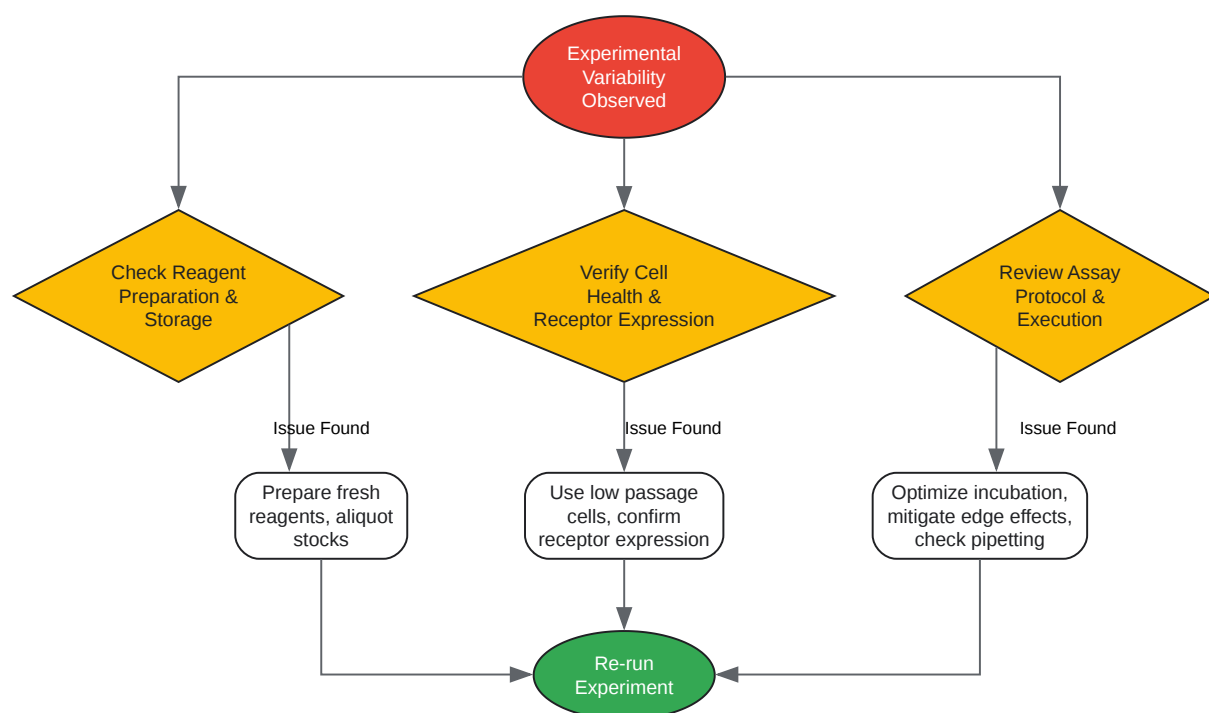 Experimental
Variability
Observed
Check Reagent
Preparation &
Storage
Verify Cell
Health &
Receptor Expression
Review Assay
Protocol &
Execution
Issue Found
Issue Found
Issue Found
Prepare fresh
reagents, aliquot
stocks
Use low passage
cells, confirm
receptor expression
Optimize incubation,
mitigate edge effects,
check pipetting
Re-run
Experiment